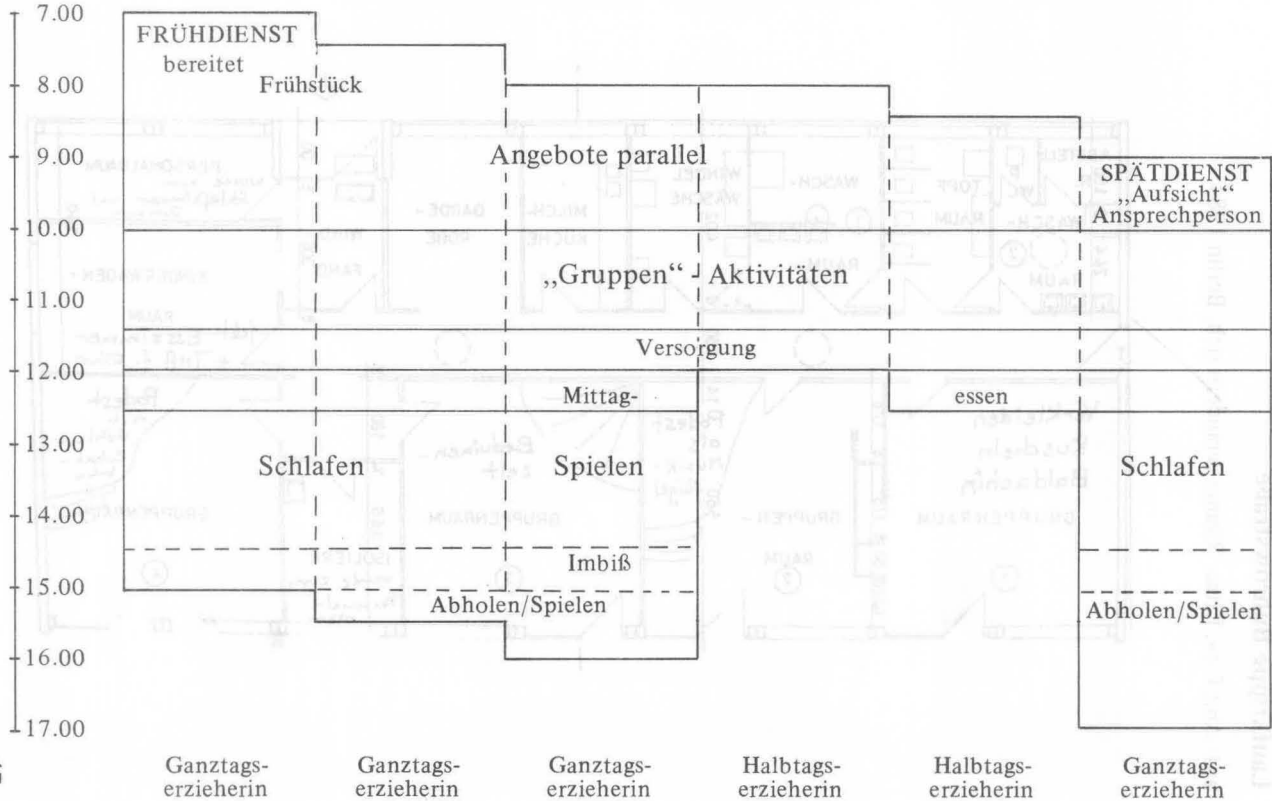 7.00
FRÜHDIENST
bereitet
Frühstück
8.00
9.00
Angebote parallel
SPÄTDIENST
„Aufsicht“
Ansprechperson
10.00
„Gruppen“ - Aktivitäten
11.00
Versorgung
12.00
Mittag- essen
13.00
Schlafen Spielen Schlafen
14.00
Imbiß
15.00
Abholen/Spielen Abholen/Spielen
16.00
17.00
Ganztags- Ganztags- Ganztags- Halbtags- Halbtags- Ganztags-
erzieherin erzieherin erzieherin erzieherin erzieherin erzieherin